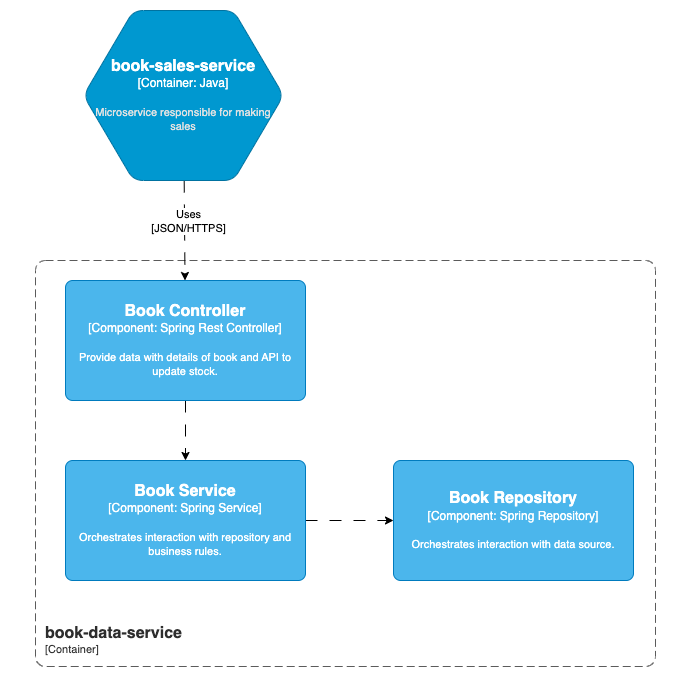 book-sales-service
[Container: Java]
Microservice responsible for making
sales
Uses
[JSON/HTTPS]
Book Controller
[Component: Spring Rest Controller]
Provide data with details of book and API to
update stock.
Book Service
[Component: Spring Service]
Orchestrates interaction with repository and
business rules.
Book Repository
[Component: Spring Repository]
Orchestrates interaction with data source.
book-data-service
[Container]